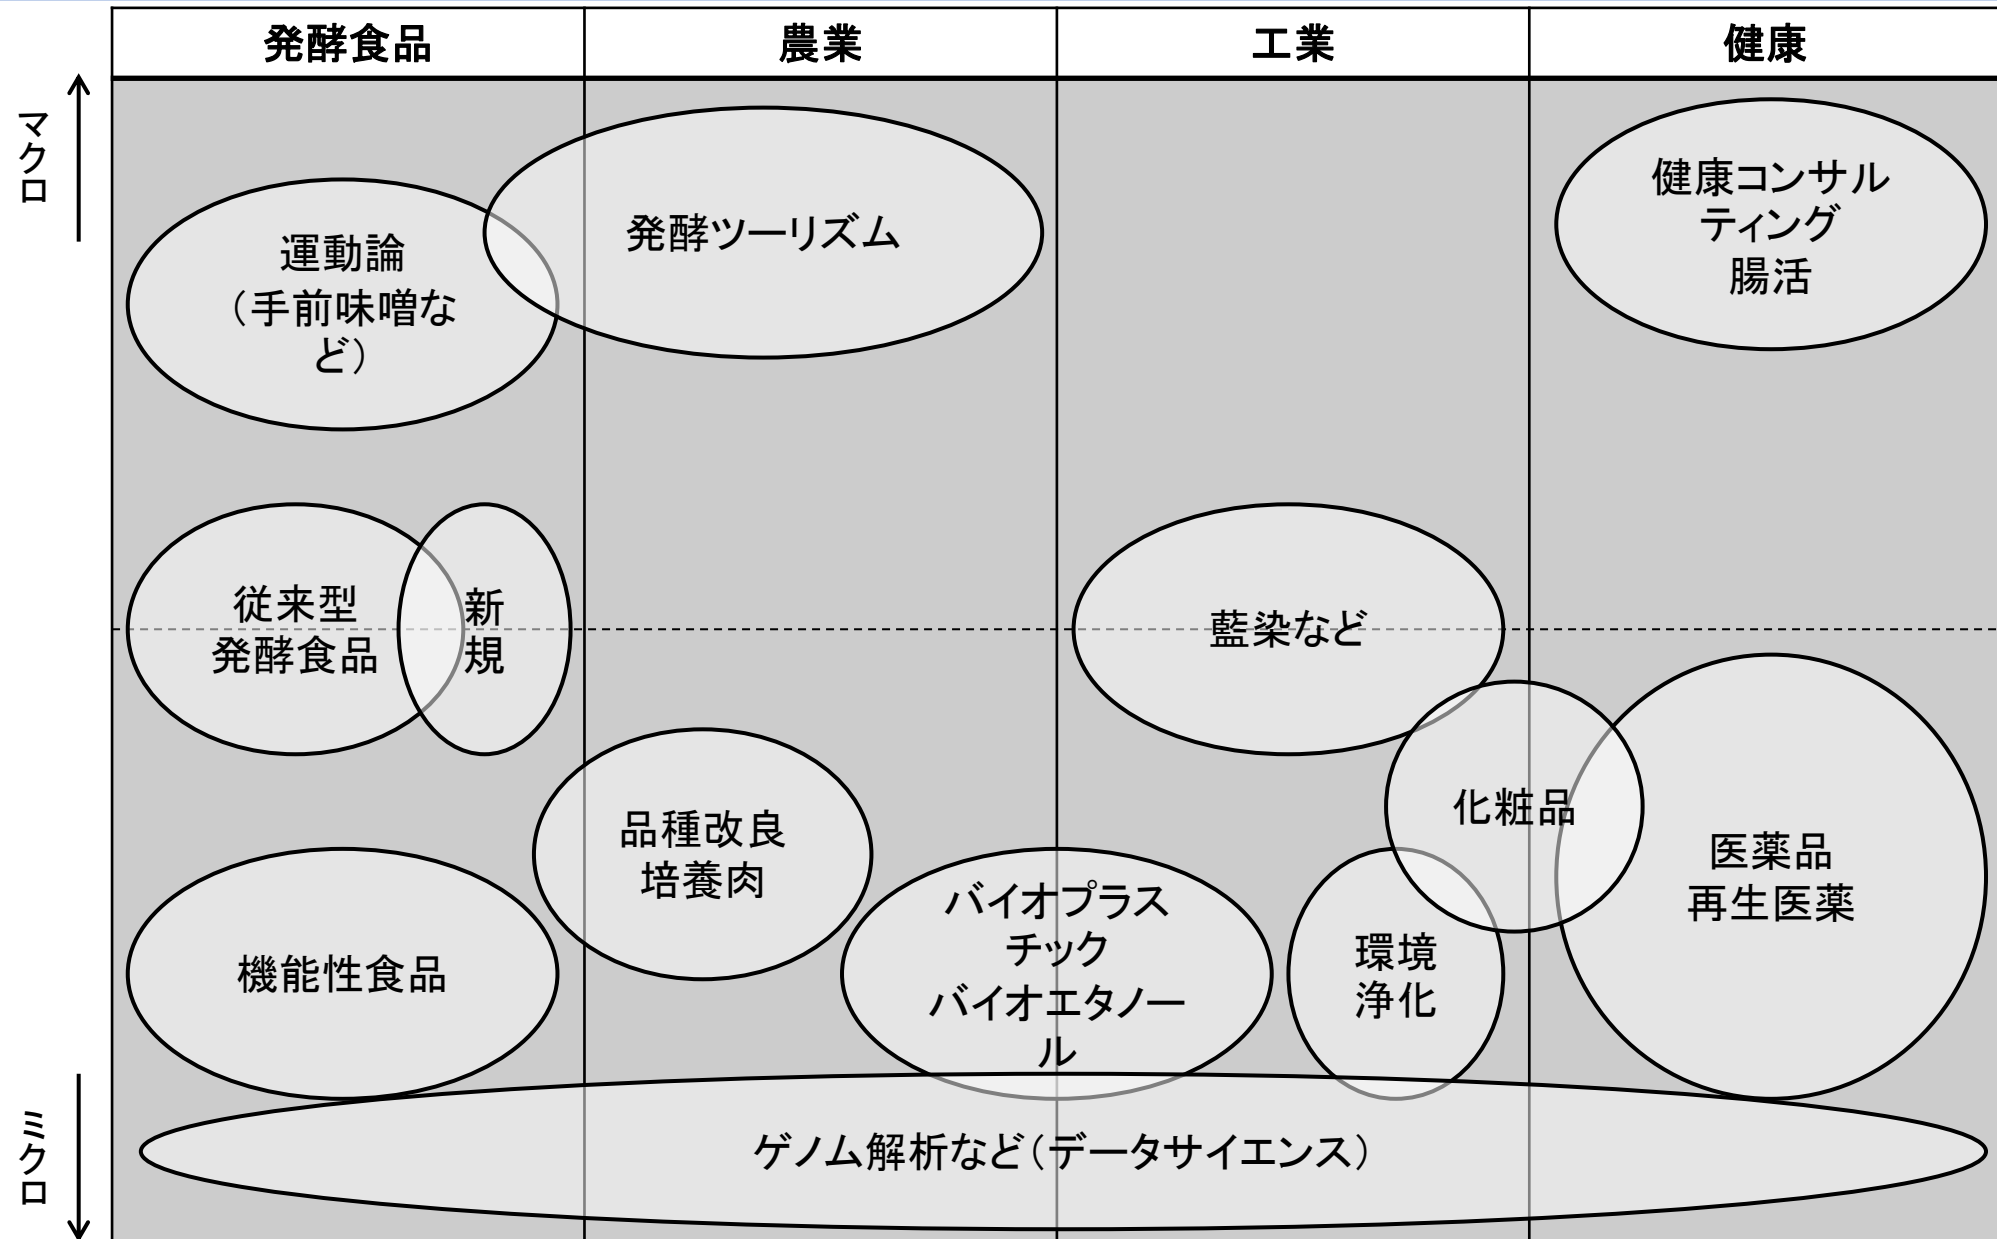 発酵食品
農業
工業
健康
マクロ
運動論
（手前味噌な
ど）
発酵ツーリズム
健康コンサル
ティング
腸活
従来型
発酵食品
新
規
藍染など
品種改良
培養肉
化粧品
医薬品
再生医薬
機能性食品
バイオプラス
チック
バイオエタノー
ル
環境
浄化
ミクロ
ゲノム解析など（データサイエンス）